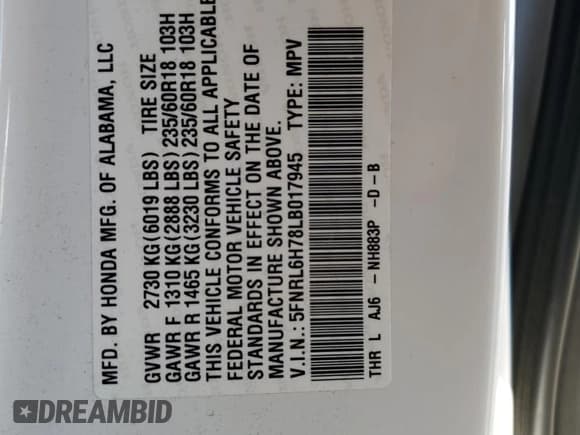 MFD. BY HONDA MFG. OF ALABAMA, LLC
GVWR 2730 KG (6019 LBS) TIRE SIZE
GAWR F 1310 KG (2888 LBS) 235/60R18 103H
GAWR R 1465 KG (3230 LBS) 235/60R18 103H
THIS VEHICLE CONFORMS TO ALL APPLICABLE
FEDERAL MOTOR VEHICLE SAFETY
STANDARDS IN EFFECT ON THE DATE OF
MANUFACTURE SHOWN ABOVE.
V.I.N.: 5FNRL6H78LB017945 TYPE: MPV
THR L AJ6 - NH883P -D-B
DREAMBID